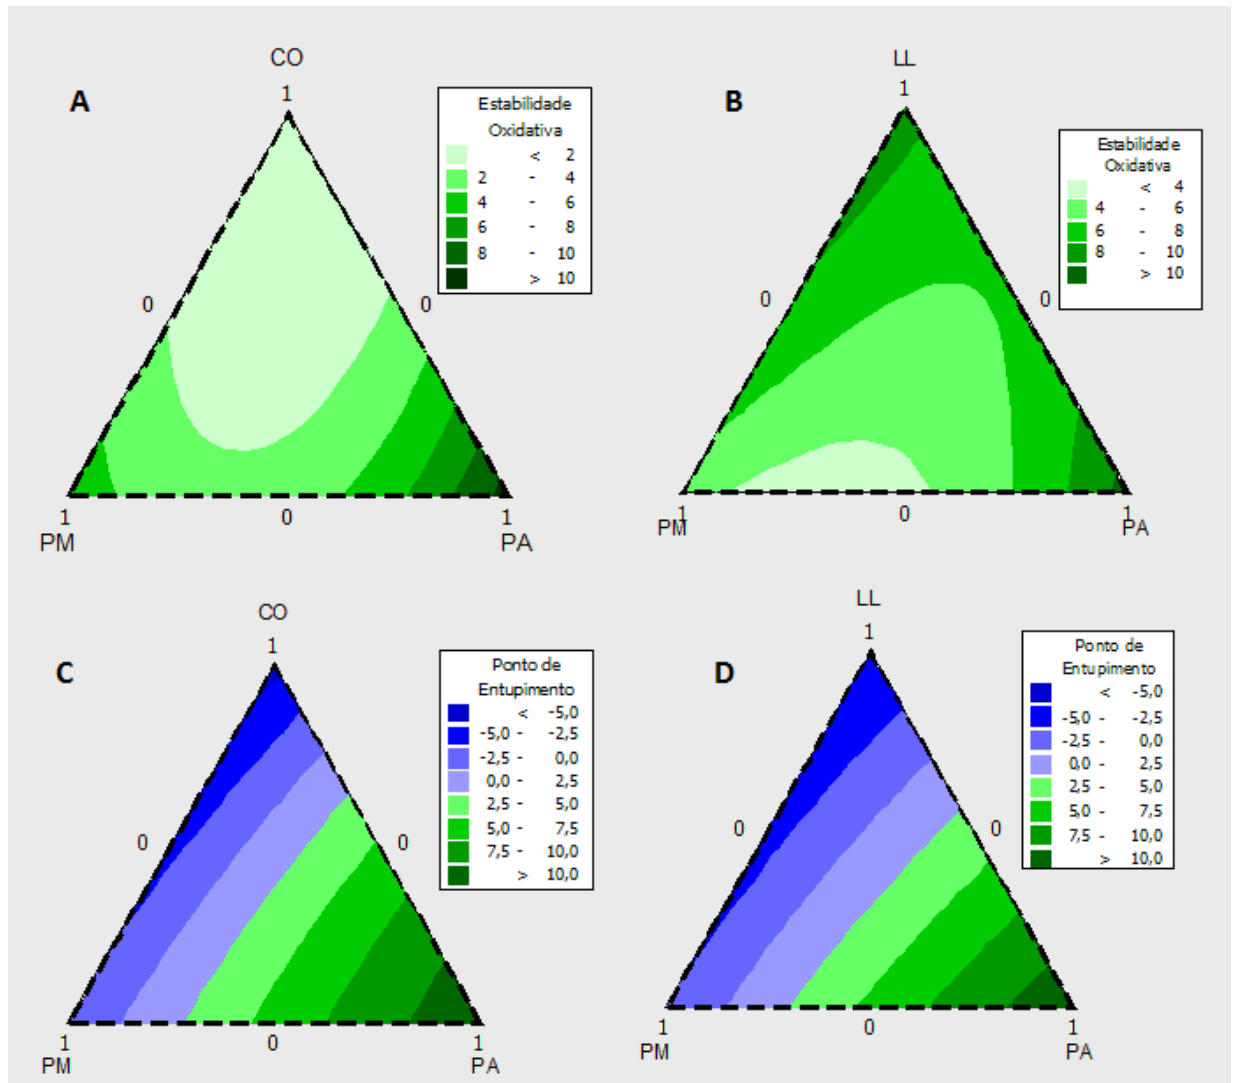 CO
A
1
Estabilidade
Oxidativa
< 2
2 - 4
4 - 6
6 - 8
8 - 10
> 10
0
0
1
0
1
PM
PA
LL
B
1
Estabilidade
Oxidativa
< 4
4 - 6
6 - 8
8 - 10
> 10
0
0
1
0
1
PM
PA
CO
C
1
Ponto de
Entupimento
< -5,0
-5,0 - -2,5
-2,5 - 0,0
0,0 - 2,5
2,5 - 5,0
5,0 - 7,5
7,5 - 10,0
> 10,0
0
0
1
0
1
PM
PA
LL
D
1
Ponto de
Entupimento
< -5,0
-5,0 - -2,5
-2,5 - 0,0
0,0 - 2,5
2,5 - 5,0
5,0 - 7,5
7,5 - 10,0
> 10,0
0
0
1
0
1
PM
PA